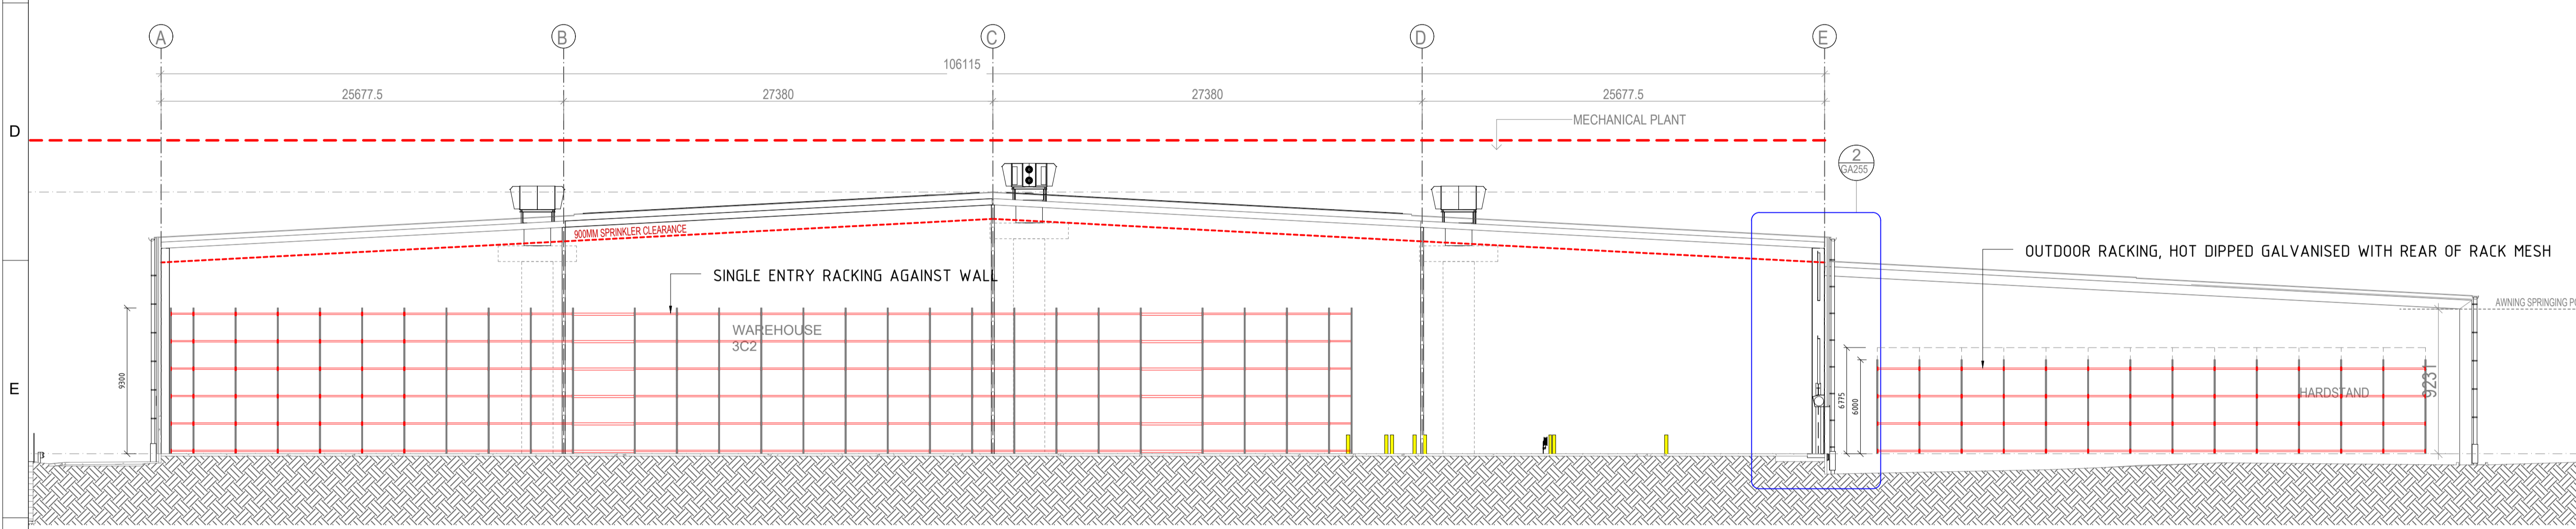 A
B
C
D
E
106115
25677.5
27380
27380
25677.5
MECHANICAL PLANT
D
2
GA255
900MM SPRINKLER CLEARANCE
SINGLE ENTRY RACKING AGAINST WALL
OUTDOOR RACKING, HOT DIPPED GALVANISED WITH REAR OF RACK MESH
AWNING SPRINGING
WAREHOUSE
3C2
9300
6775
6000
9231
HARDSTAND
E